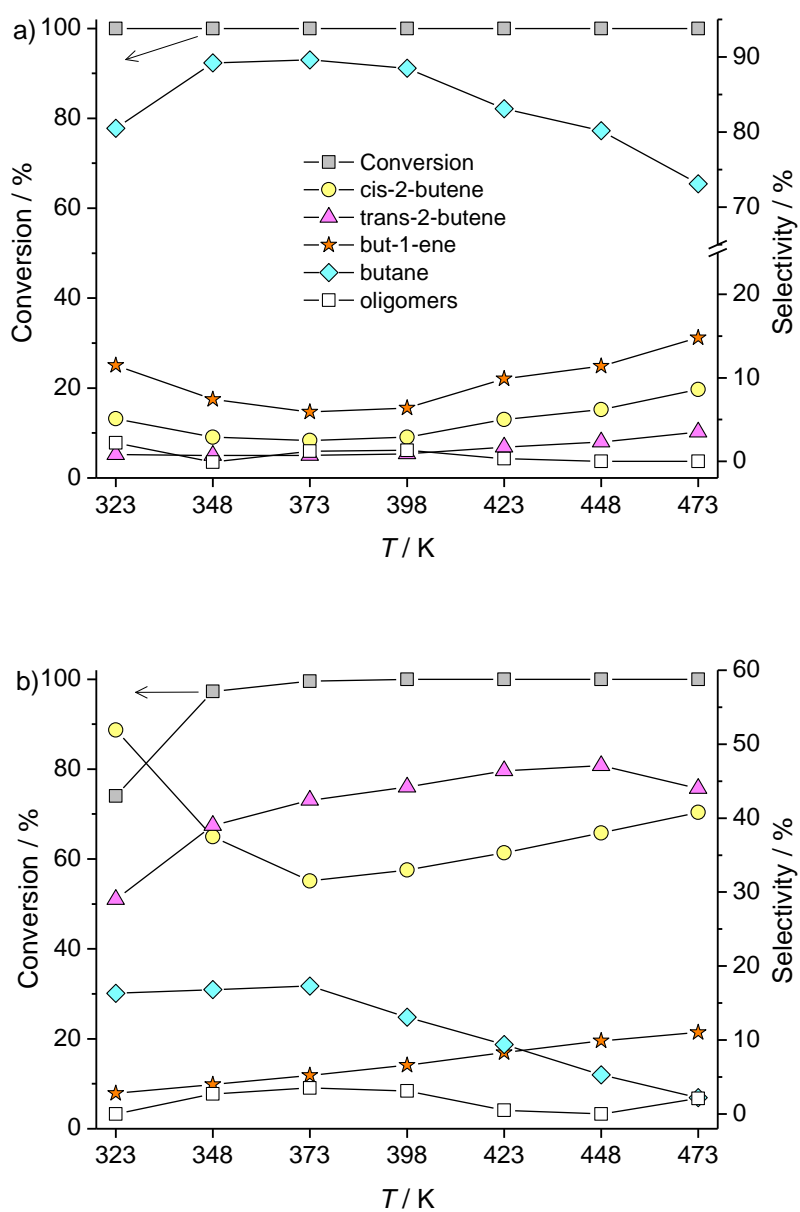 a)
100
80
60
40
20
0
Conversion / %
90
80
70
20
10
0
Selectivity / %
Conversion
cis-2-butene
trans-2-butene
but-1-ene
butane
oligomers
323 348 373 398 423 448 473
T / K
b)
100
80
60
40
20
0
Conversion / %
60
50
40
30
20
10
0
Selectivity / %
323 348 373 398 423 448 473
T / K